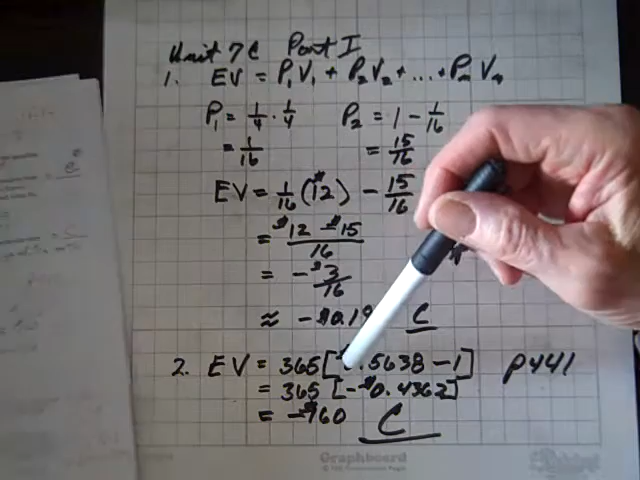 Unit 7C Part I
1. EV = P₁V₁ + P₂V₂ + ... + PₙVₙ
P₁ = 1/4 · 1/4 P₂ = 1 - 1/16
= 1/16 = 15/16
EV = 1/16 ($12) - 15/16
= $12 - $15 / 16
= - $3/16
≈ - $0.19 C
2. EV = 365[$0.5638 - 1] p441
= 365 [-$0.4362]
= -$160 C
Graphboard